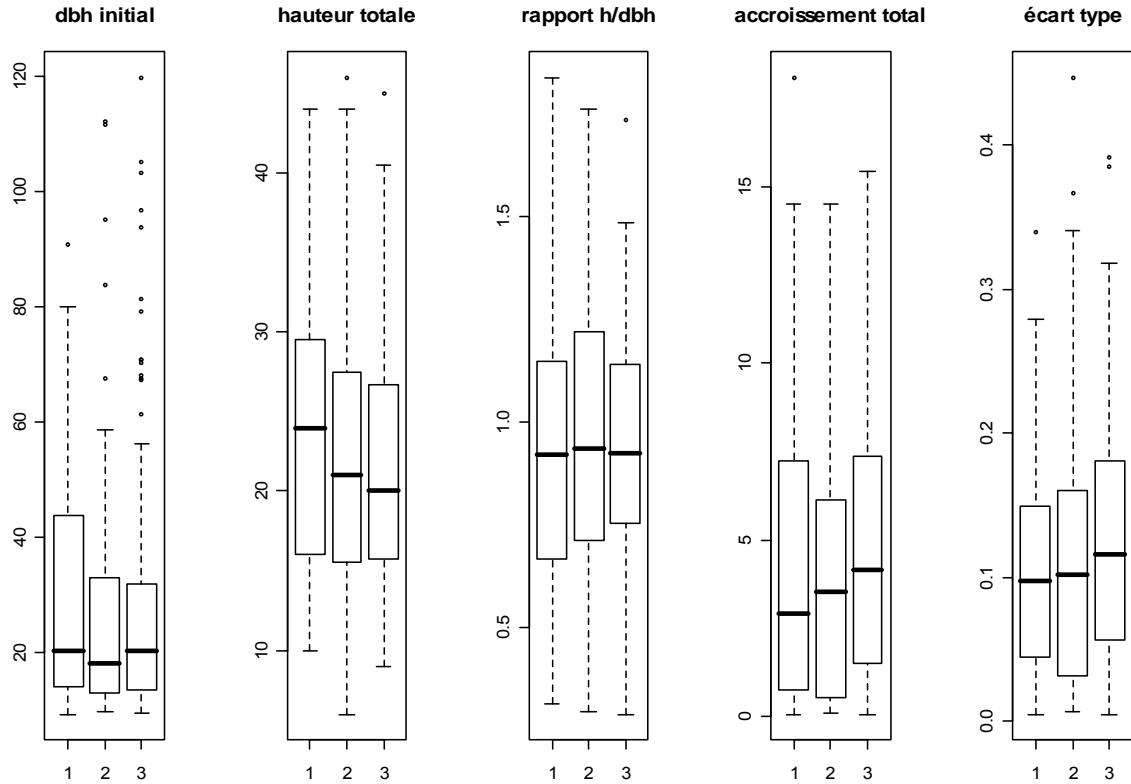 dbh initial
hauteur totale
rapport h/dbh
accroissement total
écart type
120
100
80
60
40
20
1 2 3
40
30
20
10
1 2 3
1.5
1.0
0.5
1 2 3
15
10
5
0
1 2 3
0.4
0.3
0.2
0.1
0.0
1 2 3